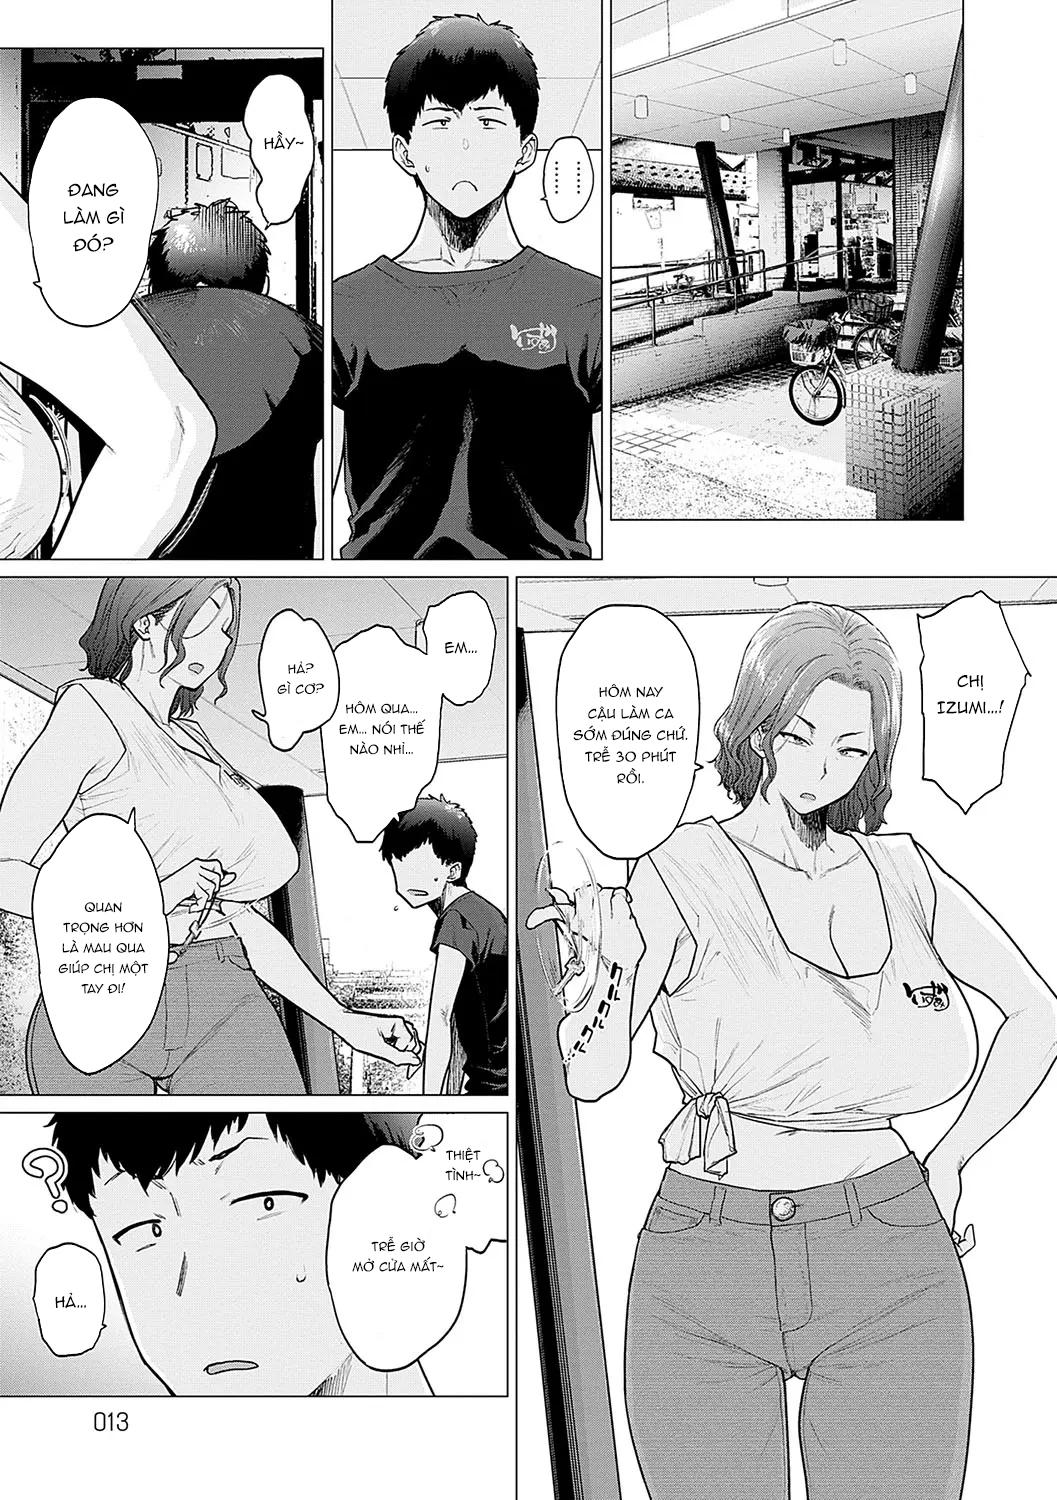 HẦY~
ĐANG
LÀM GÌ
ĐÓ?
CHỊ
IZUMI...!
HÔM NAY
CẬU LÀM CA
SỚM ĐÚNG CHỨ.
TRỄ 30 PHÚT
RỒI.
EM...
HÔM QUA...
EM... NÓI THẾ
NÀO NHỈ...
HẢ?
GÌ CƠ?
QUAN
TRỌNG HƠN
LÀ MAU QUA
GIÚP CHỊ MỘT
TAY ĐI!
THIỆT
TÌNH~
TRỄ GIỜ
MỞ CỬA MẤT~
HẢ...
013